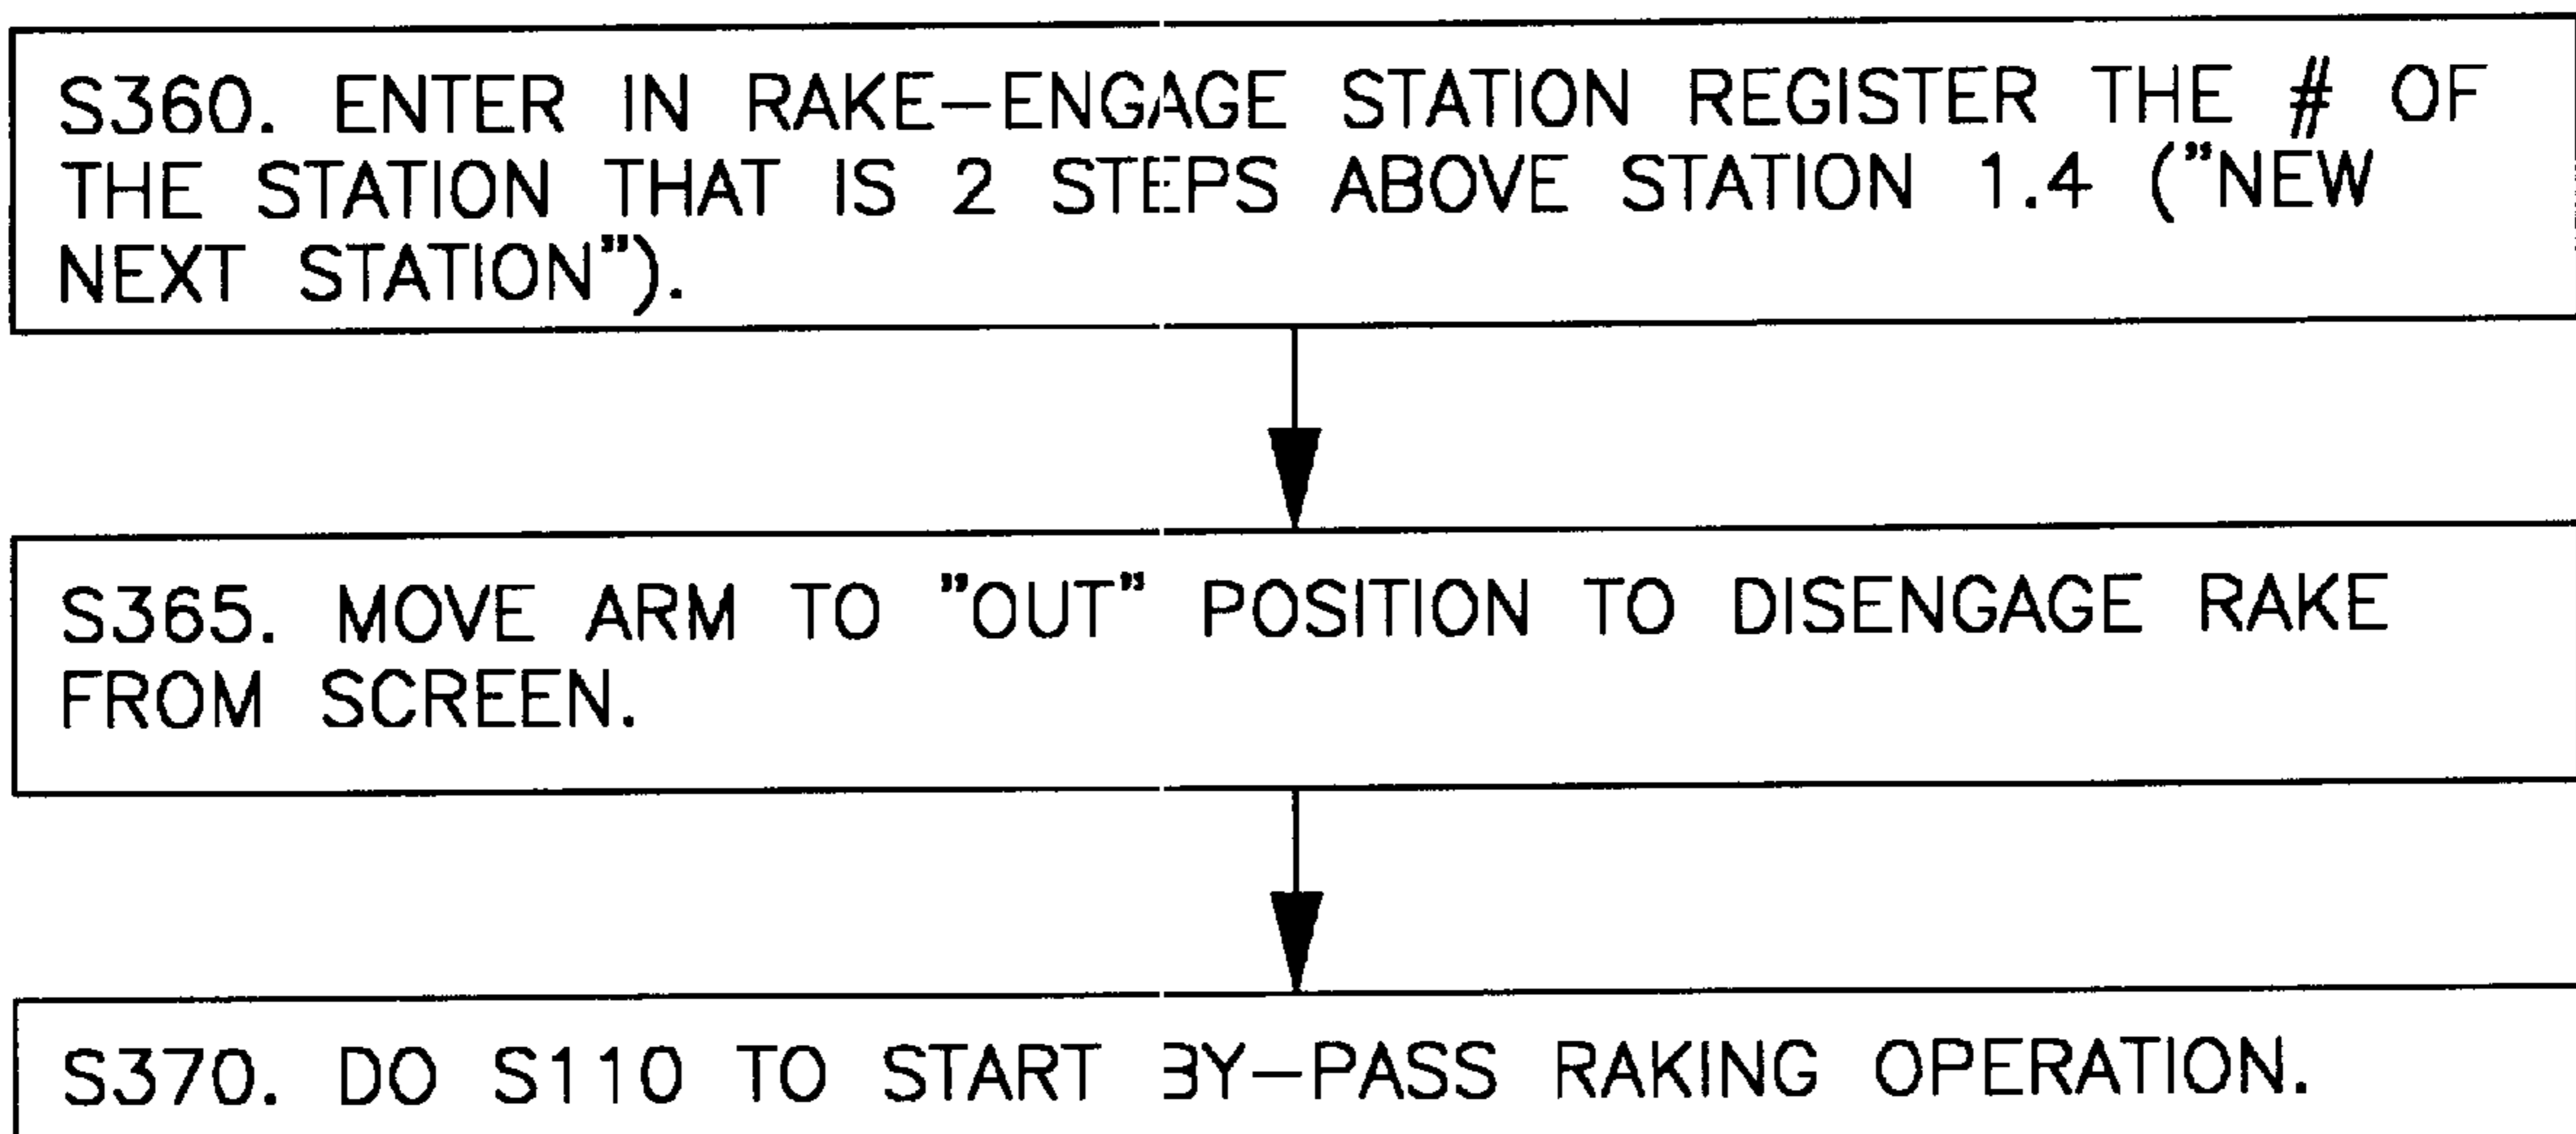 S360. ENTER IN RAKE-ENGAGE STATION REGISTER THE # OF
THE STATION THAT IS 2 STEPS ABOVE STATION 1.4 ("NEW
NEXT STATION").
S365. MOVE ARM TO "OUT" POSITION TO DISENGAGE RAKE
FROM SCREEN.
S370. DO S110 TO START BY-PASS RAKING OPERATION.